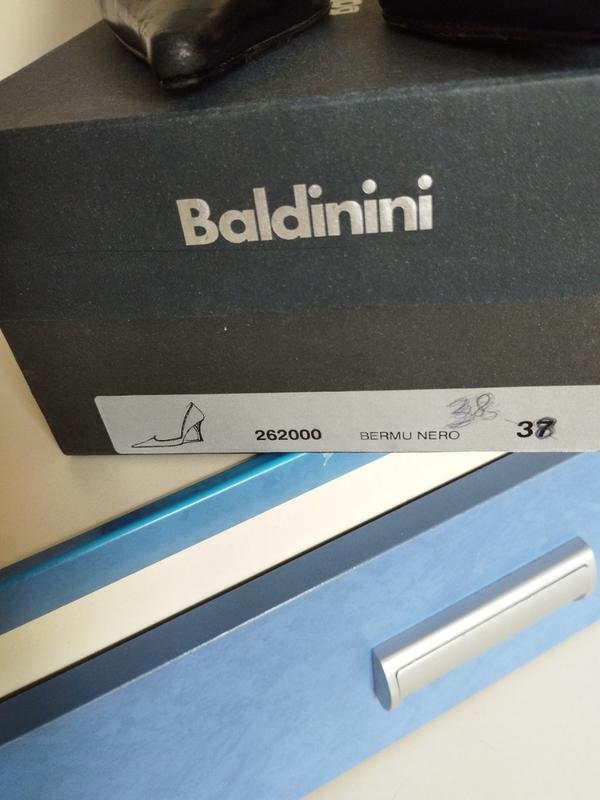 Baldinini
38
262000 BERMU NERO 37